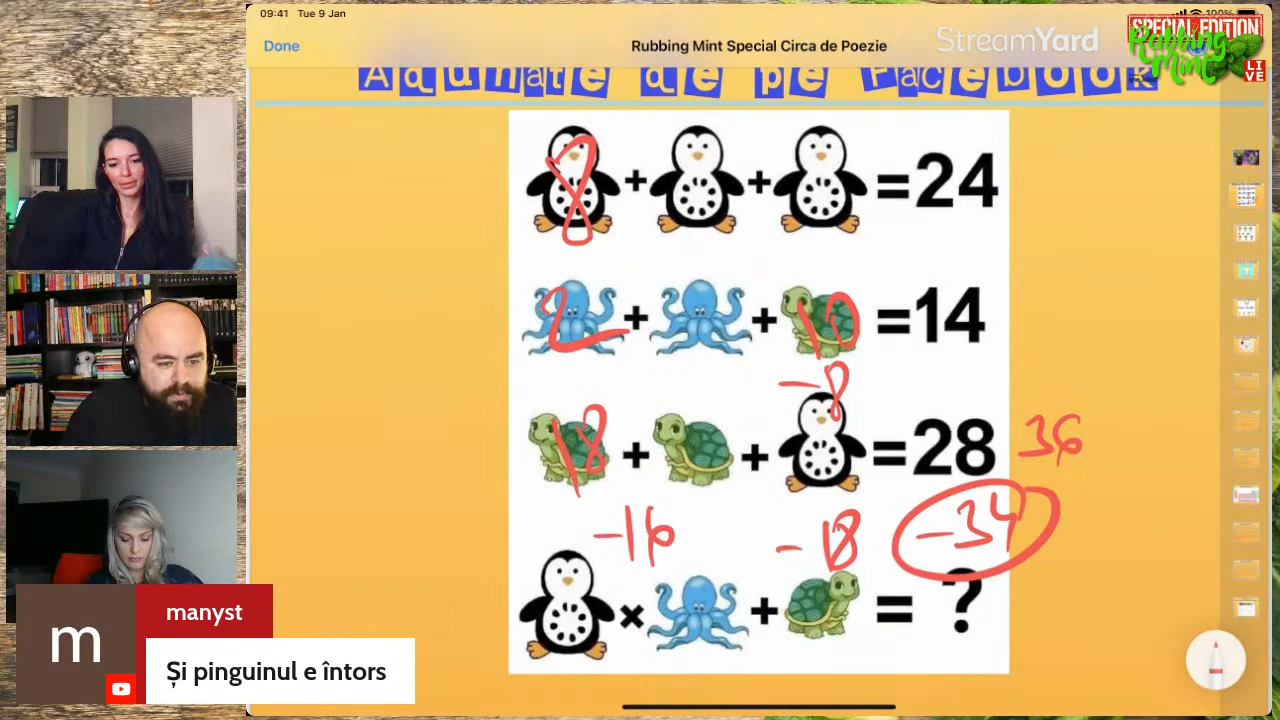 09:41 Tue 9 Jan
Done
Rubbing Mint Special Circa de Poezie
StreamYard
SPECIAL EDITION
Rubbing
Mint
LIVE
Adunate de pe Facebook
8
+ + =24
2
10
+ + =14
-8
18
+ + =28
36
-16
-18
-34
× + = ?
m
manyst
Și pinguinul e întors